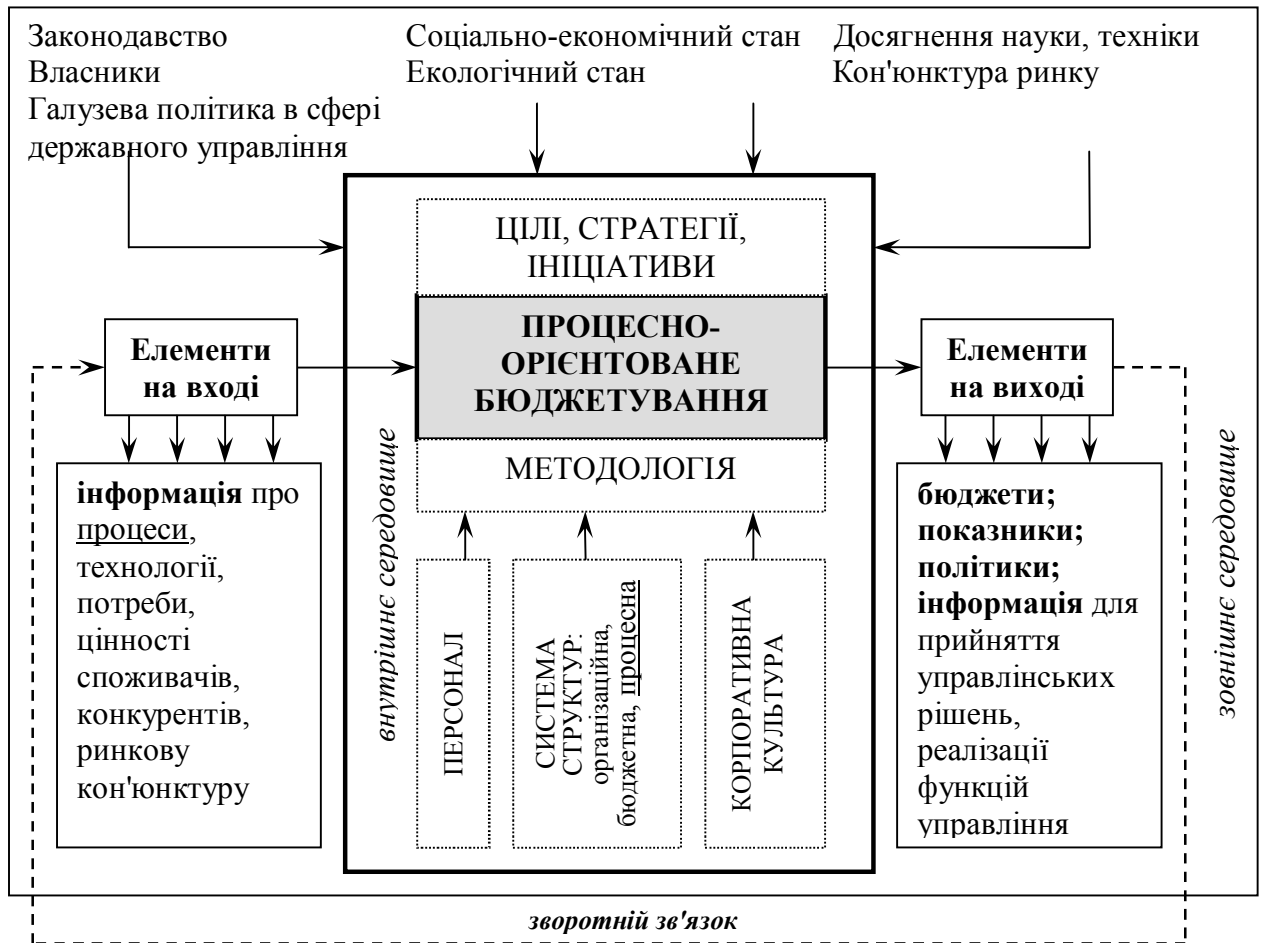 Законодавство
Власники
Галузева політика в сфері
державного управління
Соціально-економічний стан
Екологічний стан
Досягнення науки, техніки
Кон'юнктура ринку
ЦІЛІ, СТРАТЕГІЇ,
ІНІЦІАТИВИ
Елементи
на вході
ПРОЦЕСНО-
ОРІЄНТОВАНЕ
БЮДЖЕТУВАННЯ
Елементи
на виході
МЕТОДОЛОГІЯ
інформація про
процеси,
технології,
потреби,
цінності
споживачів,
конкурентів,
ринкову
кон'юнктуру
внутрішнє середовище
ПЕРСОНАЛ
СИСТЕМА
СТРУКТУР:
організаційна,
бюджетна, процесна
КОРПОРАТИВНА
КУЛЬТУРА
бюджети;
показники;
політики;
інформація для
прийняття
управлінських
рішень,
реалізації
функцій
управління
зовнішнє середовище
зворотній зв'язок